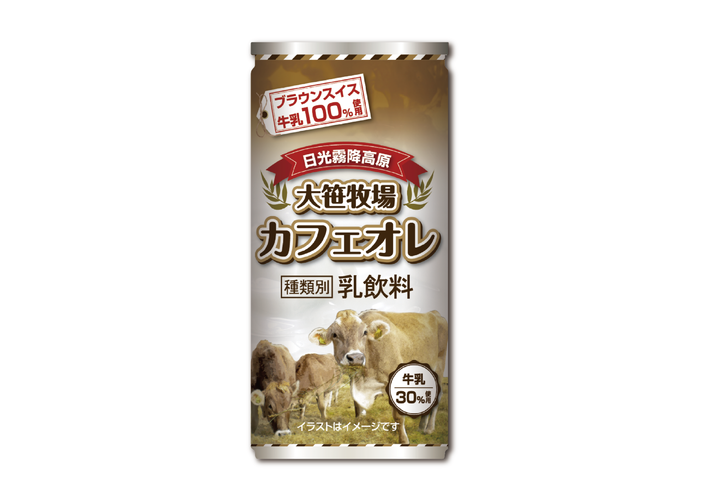 ブラウンスイス
牛乳100%使用
日光霧降高原
大笹牧場
カフェオレ
種類別 乳飲料
牛乳
30%使用
イラストはイメージです